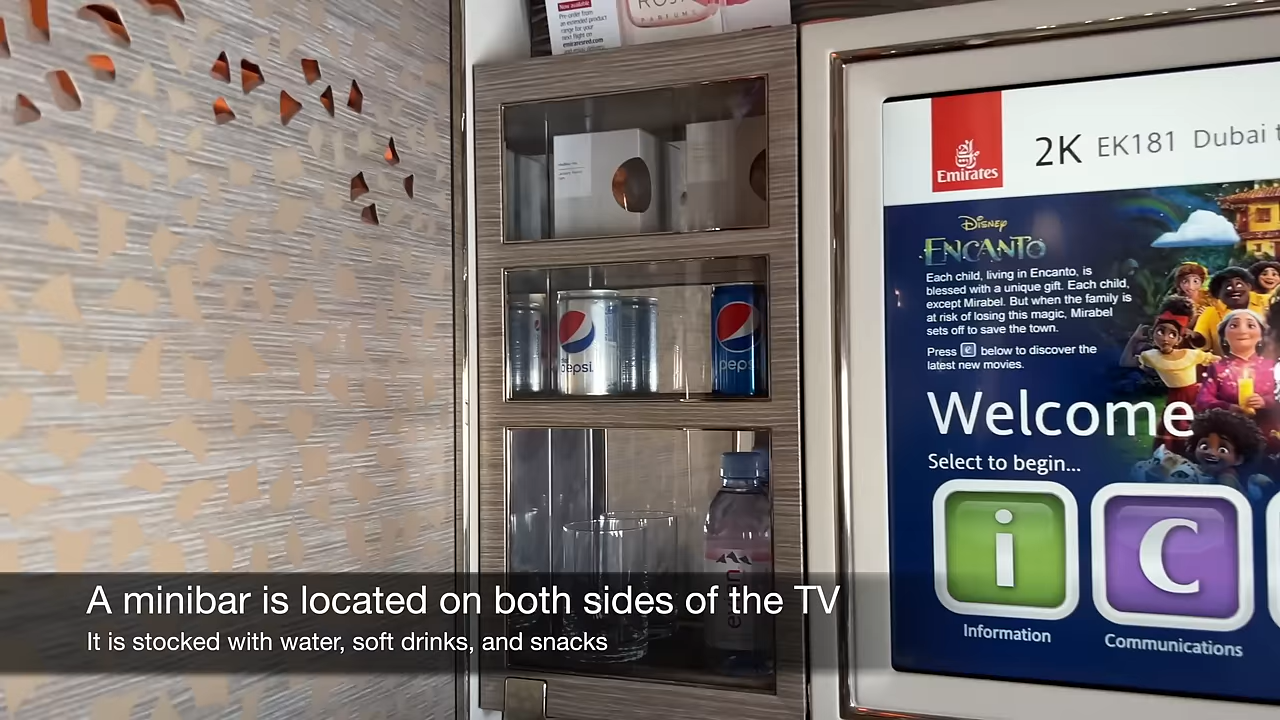 Now available
Pre-order from
an extended product
range for your
next flight on
emiratesred.com
PARFUMS
Emirates
2K EK181 Dubai
Disney
ENCANTO
Each child, living in Encanto, is
blessed with a unique gift. Each child,
except Mirabel. But when the family is
at risk of losing this magic, Mirabel
sets off to save the town.
Press e below to discover the
latest new movies.
pepsi
pepsi
Welcome
Select to begin...
evian
i
C
Information
Communications
A minibar is located on both sides of the TV
It is stocked with water, soft drinks, and snacks